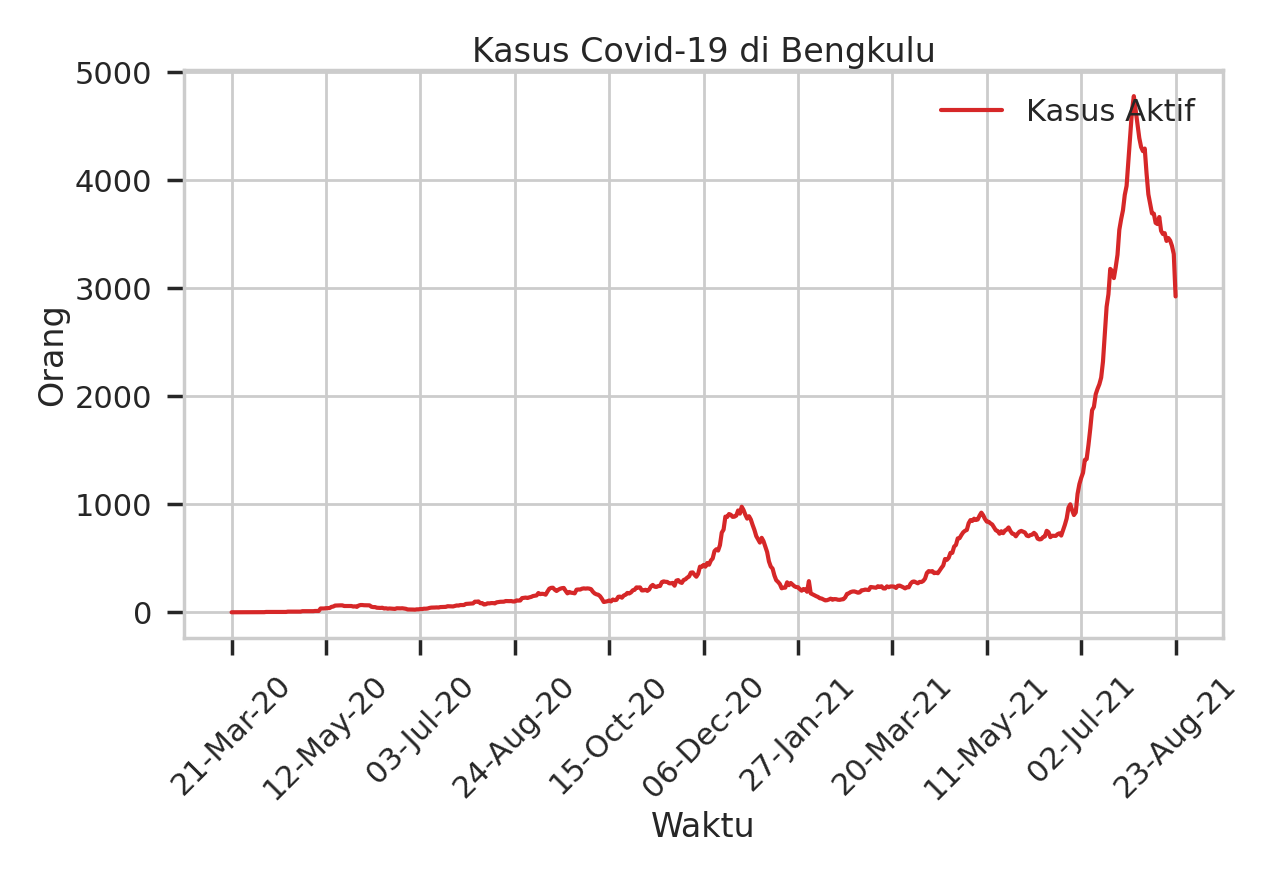 Kasus Covid-19 di Bengkulu
Kasus Aktif
5000
4000
3000
2000
1000
0
Orang
21-Mar-20
12-May-20
03-Jul-20
24-Aug-20
15-Oct-20
06-Dec-20
27-Jan-21
20-Mar-21
11-May-21
02-Jul-21
23-Aug-21
Waktu